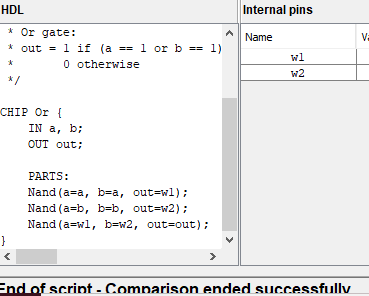 HDL
Internal pins
* Or gate:
* out = 1 if (a == 1 or b == 1)
* 0 otherwise
*/
CHIP Or {
IN a, b;
OUT out;
PARTS:
Nand(a=a, b=a, out=w1);
Nand(a=b, b=b, out=w2);
Nand(a=w1, b=w2, out=out);
}
Name
w1
w2
End of script - Comparison ended successfully